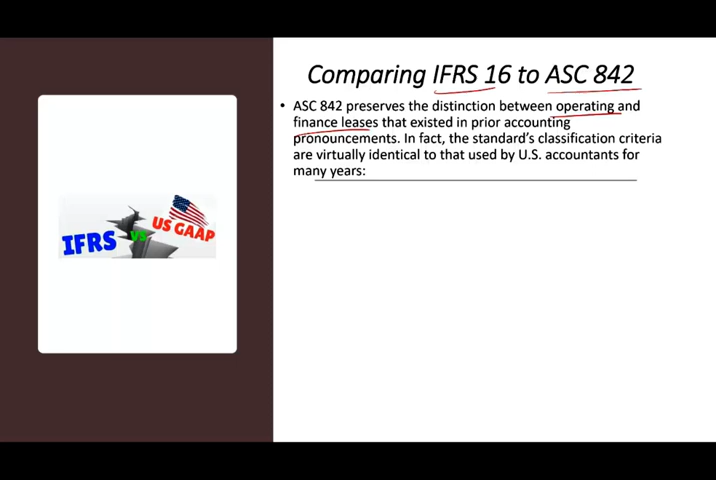 Comparing IFRS 16 to ASC 842
• ASC 842 preserves the distinction between operating and
finance leases that existed in prior accounting
pronouncements. In fact, the standard's classification criteria
are virtually identical to that used by U.S. accountants for
many years:
IFRS vs US GAAP